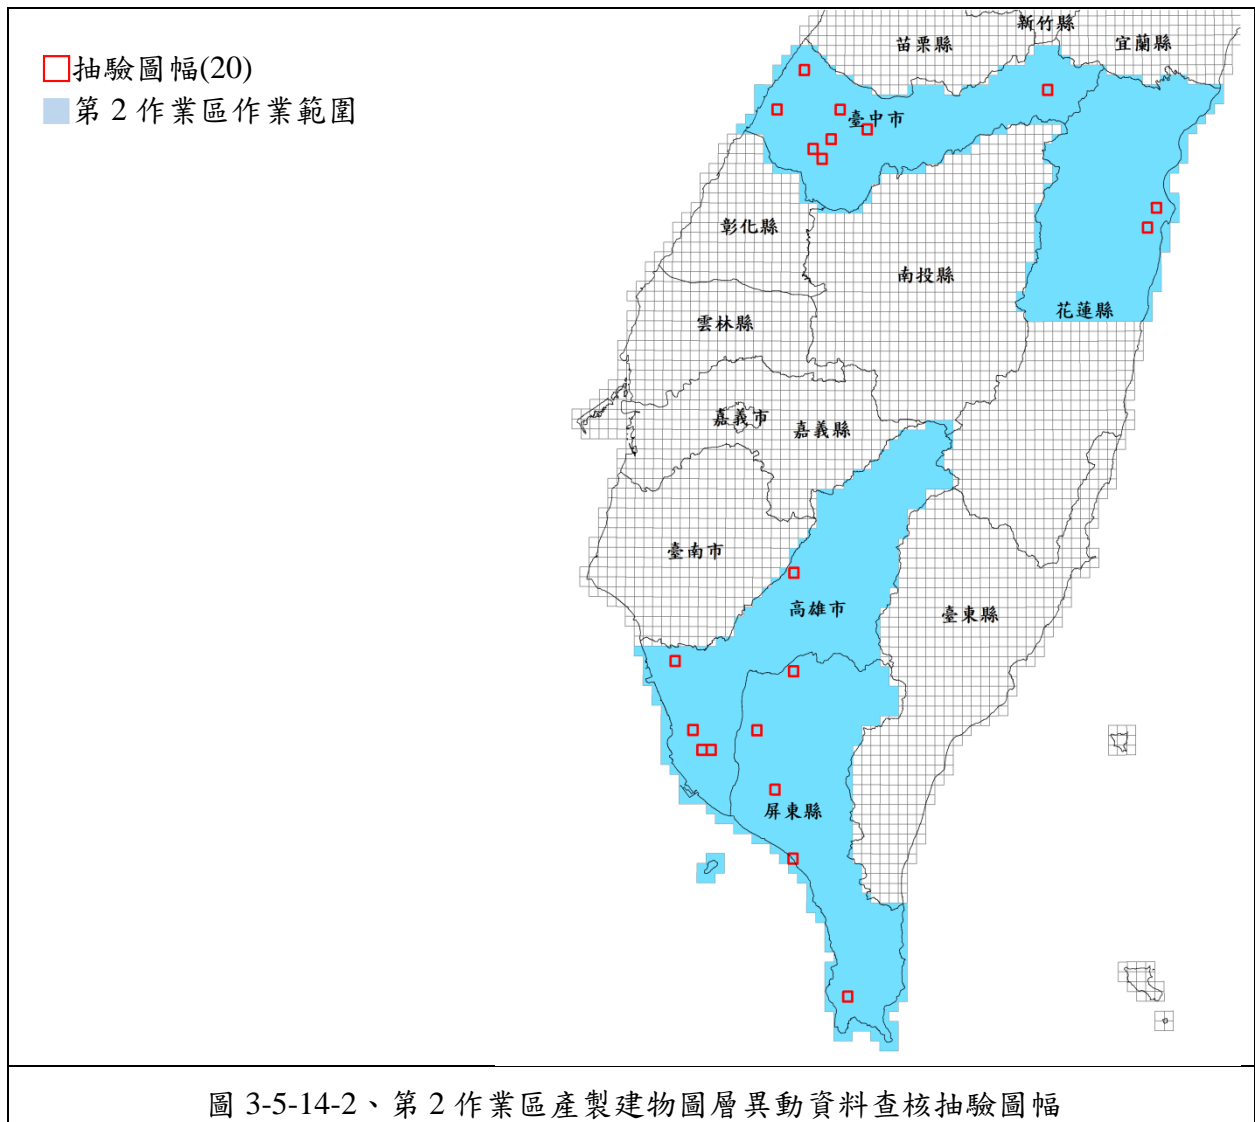 抽驗圖幅(20)
第 2 作業區作業範圍
新竹縣
苗栗縣
宜蘭縣
臺中市
彰化縣
南投縣
花蓮縣
雲林縣
嘉義市
嘉義縣
臺南市
高雄市
臺東縣
屏東縣
圖 3-5-14-2、第 2 作業區產製建物圖層異動資料查核抽驗圖幅